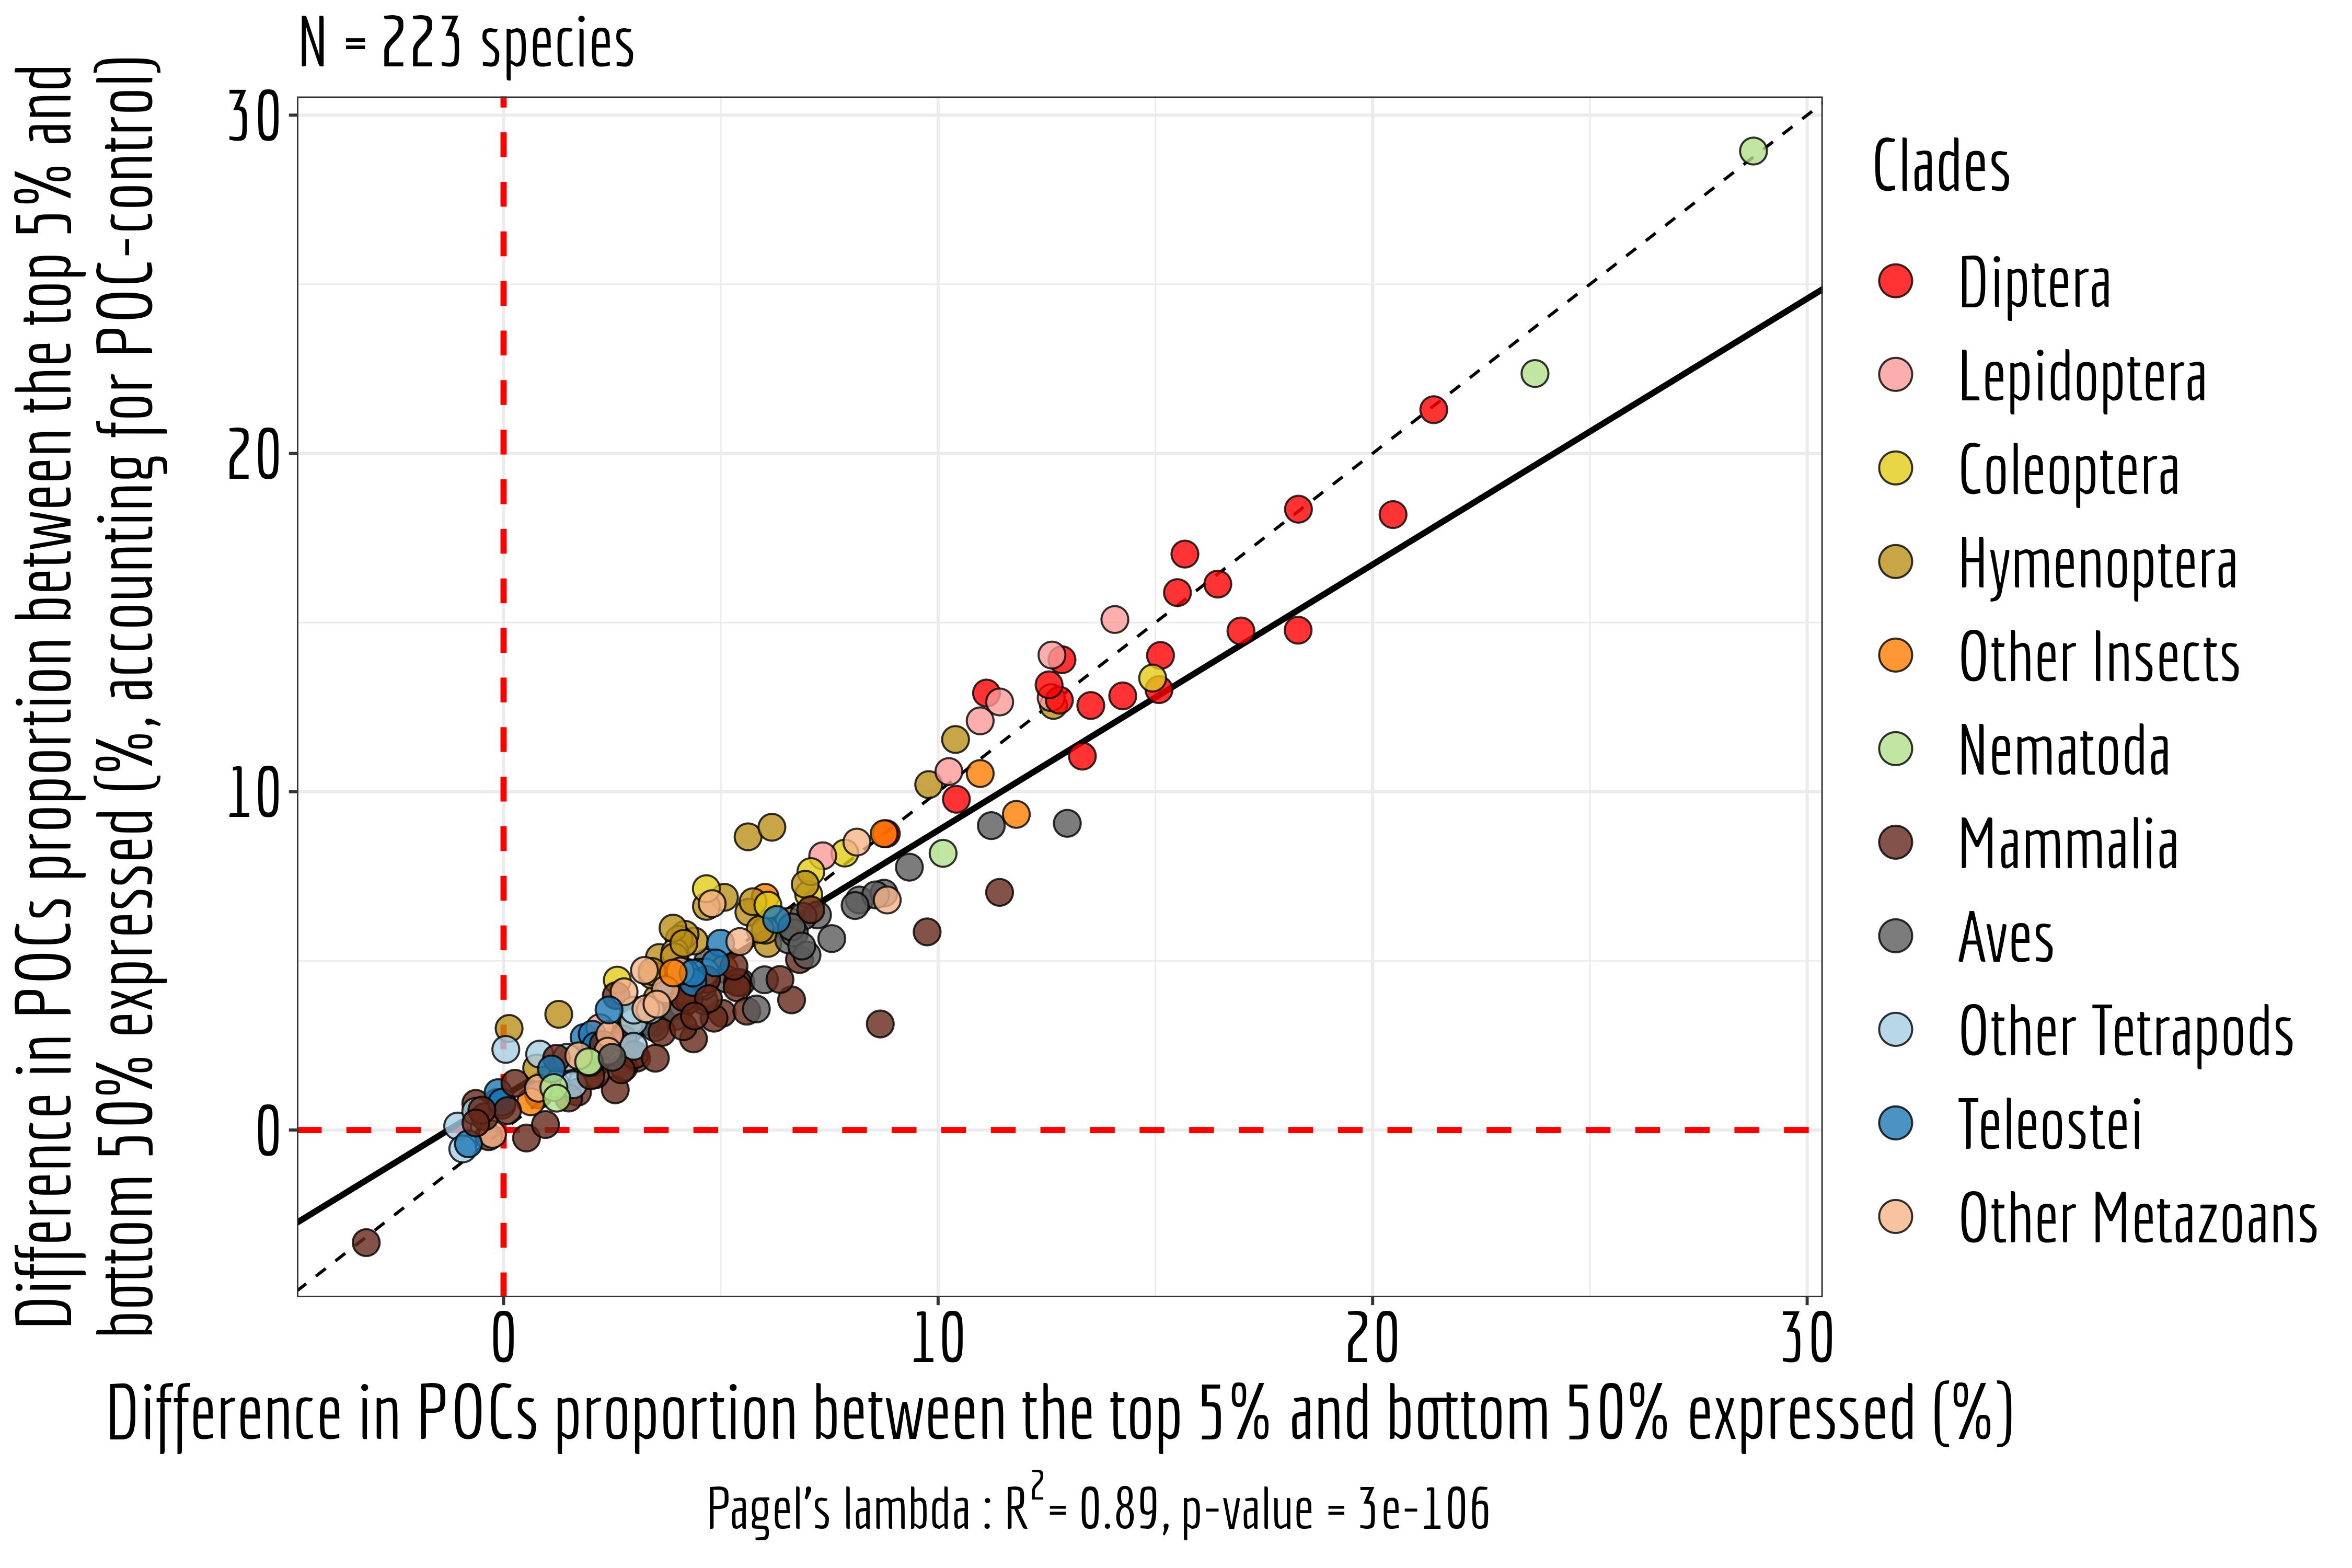 N = 223 species
Difference in POCs proportion between the top 5% and
bottom 50% expressed (%, accounting for POC-control)
30
20
10
0
0
10
20
30
Difference in POCs proportion between the top 5% and bottom 50% expressed (%)
Pagel's lambda : R²= 0.89, p-value = 3e-106
Clades
Diptera
Lepidoptera
Coleoptera
Hymenoptera
Other Insects
Nematoda
Mammalia
Aves
Other Tetrapods
Teleostei
Other Metazoans